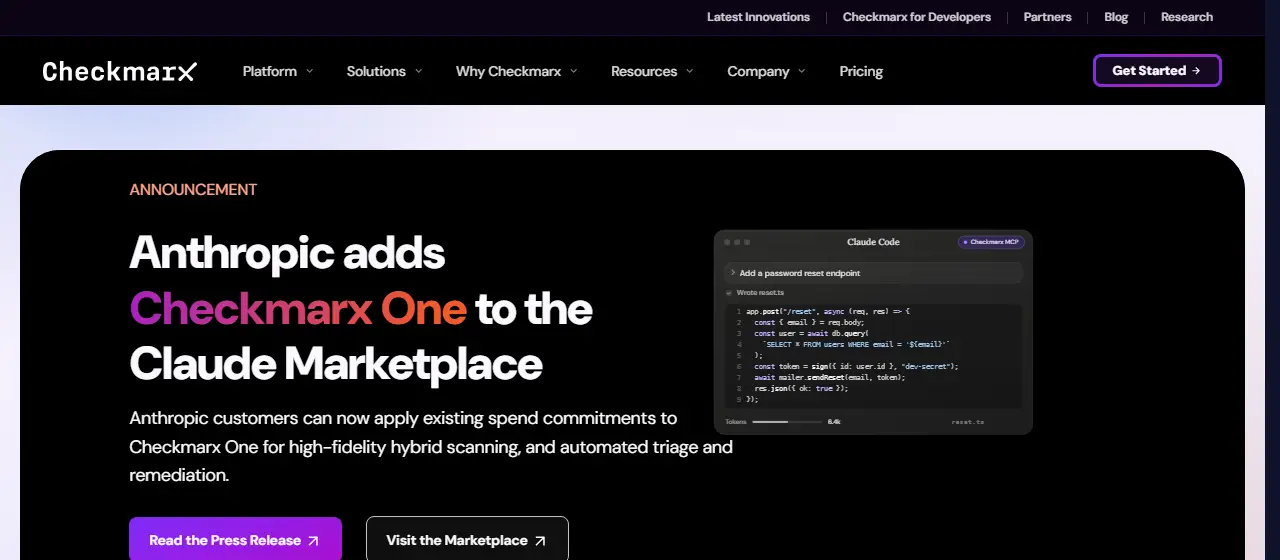 Latest Innovations
Checkmarx for Developers
Partners
Blog
Research
Checkmarx
Platform
Solutions
Why Checkmarx
Resources
Company
Pricing
Get Started →
ANNOUNCEMENT
Anthropic adds
Checkmarx One to the
Claude Marketplace
Anthropic customers can now apply existing spend commitments to
Checkmarx One for high-fidelity hybrid scanning, and automated triage and
remediation.
Read the Press Release ↗
Visit the Marketplace ↗
Claude Code
Checkmarx MCP
> Add a password reset endpoint
Wrote reset.ts
1 app.post("/reset", async (req, res) => {
2 const { email } = req.body;
3 const user = await db.query(
4 `SELECT * FROM users WHERE email = '${email}'`
5 );
6 const token = sign({ id: user.id }, "dev-secret");
7 await mailer.sendReset(email, token);
8 res.json({ ok: true });
9 });
Tokens 6.4k
reset.ts